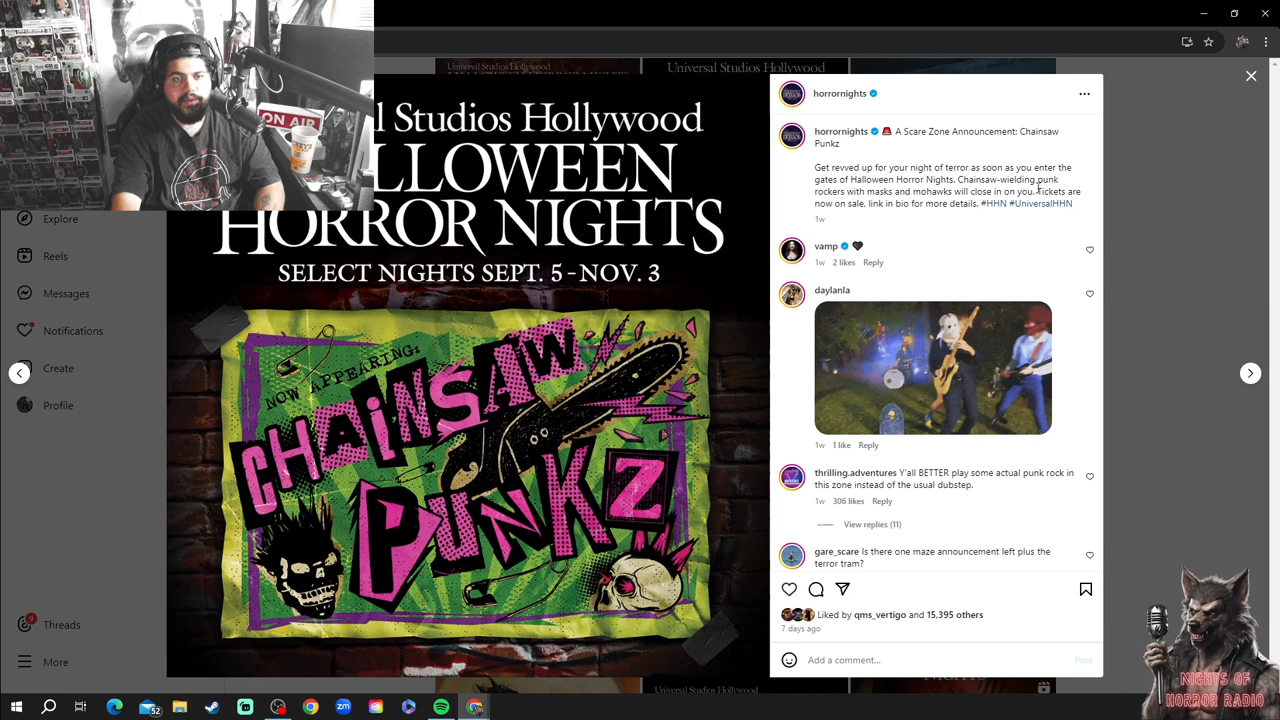 ON AIR
Universal Studios Hollywood
l Studios Hollywood
LLOWEEN
HORROR NIGHTS
SELECT NIGHTS SEPT. 5 - NOV. 3
NOW APPEARING:
CHAiNSAW
PUNKZ
Explore
Reels
Messages
Notifications
Create
Profile
9
Threads
More
horrornights
horrornights 🚨 A Scare Zone Announcement: Chainsaw
Punkz
Get revved up for your night of terror as soon as you enter the
gates of Halloween Horror Nights. Chainsaw-wielding punk
rockers with masks and mohawks will close in on you. Tickets are
now on sale, link in bio for more details. #HHN #UniversalHHN
1w
vamp 🖤
1w 2 likes Reply
daylanla
1w 1 like Reply
thrilling.adventures Y'all BETTER play some actual punk rock in
this zone instead of the usual dubstep.
1w 306 likes Reply
View replies (11)
gare_scare Is there one maze announcement left plus the
terror tram?
Liked by qms_vertigo and 15,395 others
7 days ago
Add a comment...
Post
52
zm
NIGHTS OF
HORROR RADIO